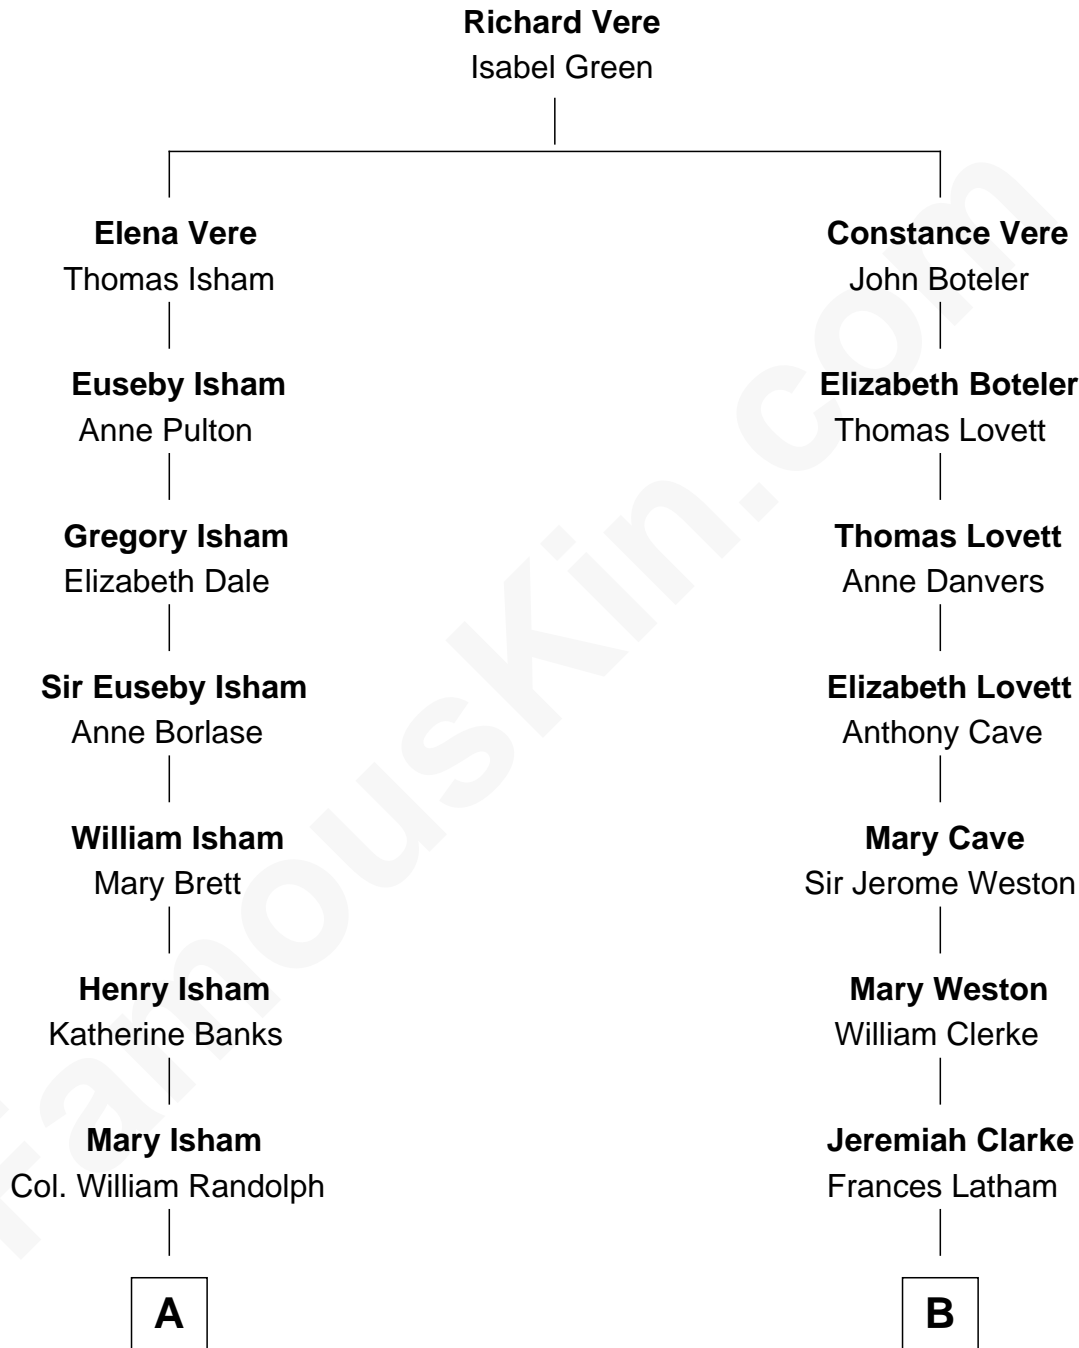 Richard Vere
Isabel Green
Elena Vere
Thomas Isham
Constance Vere
John Boteler
Euseby Isham
Anne Pulton
Elizabeth Boteler
Thomas Lovett
Gregory Isham
Elizabeth Dale
Thomas Lovett
Anne Danvers
Sir Euseby Isham
Anne Borlase
Elizabeth Lovett
Anthony Cave
William Isham
Mary Brett
Mary Cave
Sir Jerome Weston
Henry Isham
Katherine Banks
Mary Weston
William Clerke
Mary Isham
Col. William Randolph
Jeremiah Clarke
Frances Latham
A
B
FamousKin.com